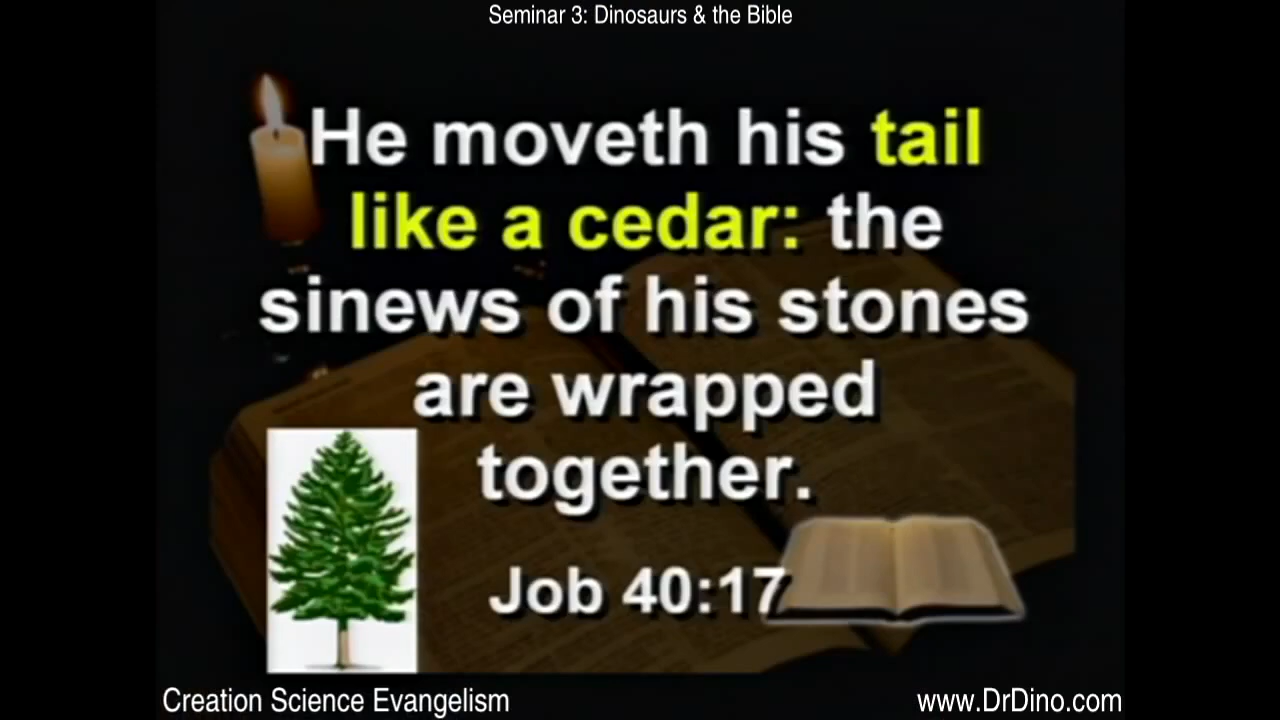 Seminar 3: Dinosaurs & the Bible
He moveth his tail
like a cedar: the
sinews of his stones
are wrapped
together.
Job 40:17
Creation Science Evangelism
www.DrDino.com